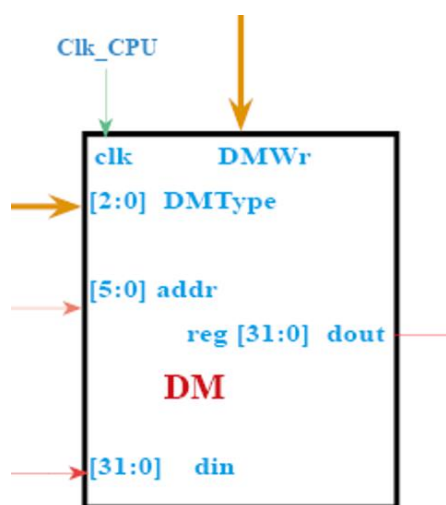 Clk_CPU
clk DMWr
[2:0] DMType
[5:0] addr
reg [31:0] dout
DM
[31:0] din